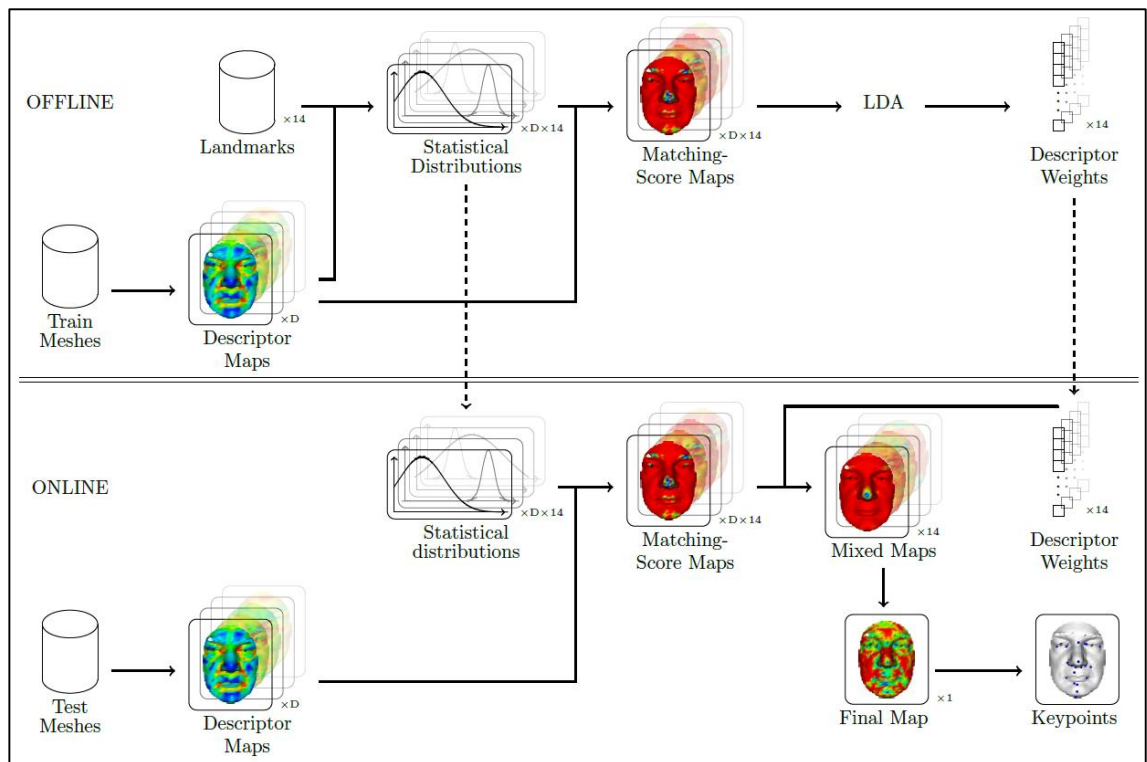 OFFLINE
×14
Landmarks
×D×14
Statistical
Distributions
×D×14
Matching-
Score Maps
LDA
×14
Descriptor
Weights
Train
Meshes
×D
Descriptor
Maps
ONLINE
×D×14
Statistical
distributions
×D×14
Matching-
Score Maps
×14
Mixed Maps
×14
Descriptor
Weights
Test
Meshes
×D
Descriptor
Maps
×1
Final Map
Keypoints